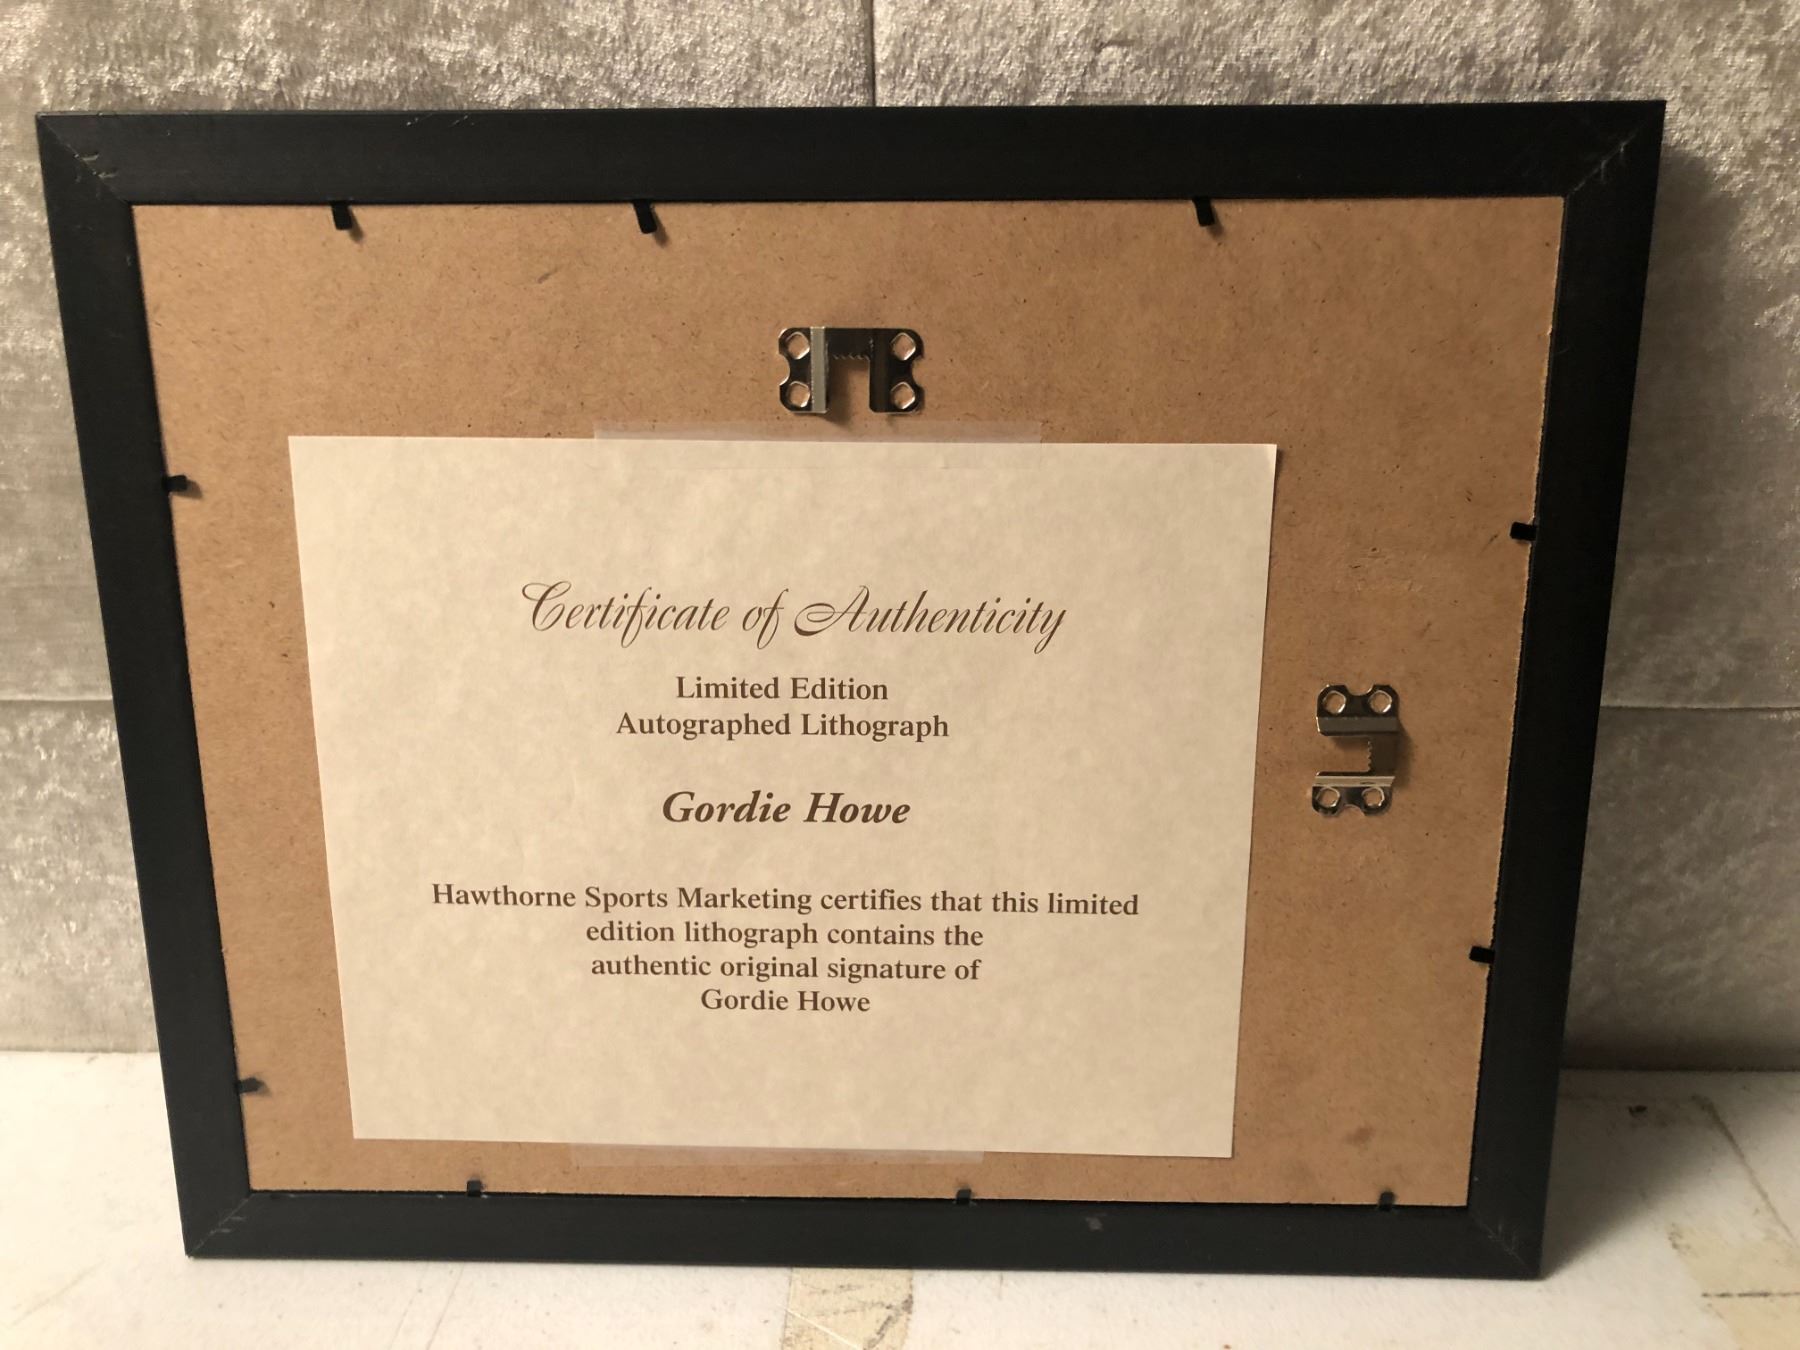 Certificate of Authenticity
Limited Edition
Autographed Lithograph
Gordie Howe
Hawthorne Sports Marketing certifies that this limited
edition lithograph contains the
authentic original signature of
Gordie Howe